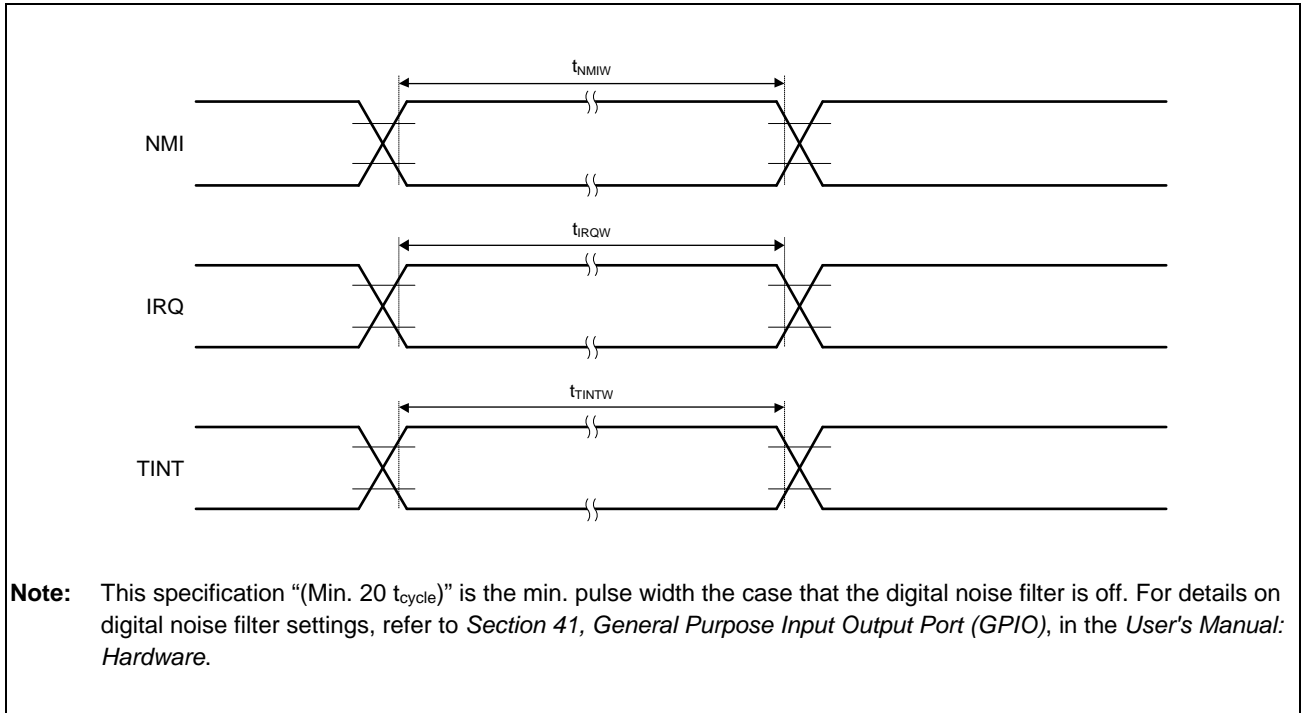 tNMIW
NMI
tIRQW
IRQ
tTINTW
TINT
Note: This specification “(Min. 20 tcycle)” is the min. pulse width the case that the digital noise filter is off. For details on
digital noise filter settings, refer to Section 41, General Purpose Input Output Port (GPIO), in the User's Manual:
Hardware.